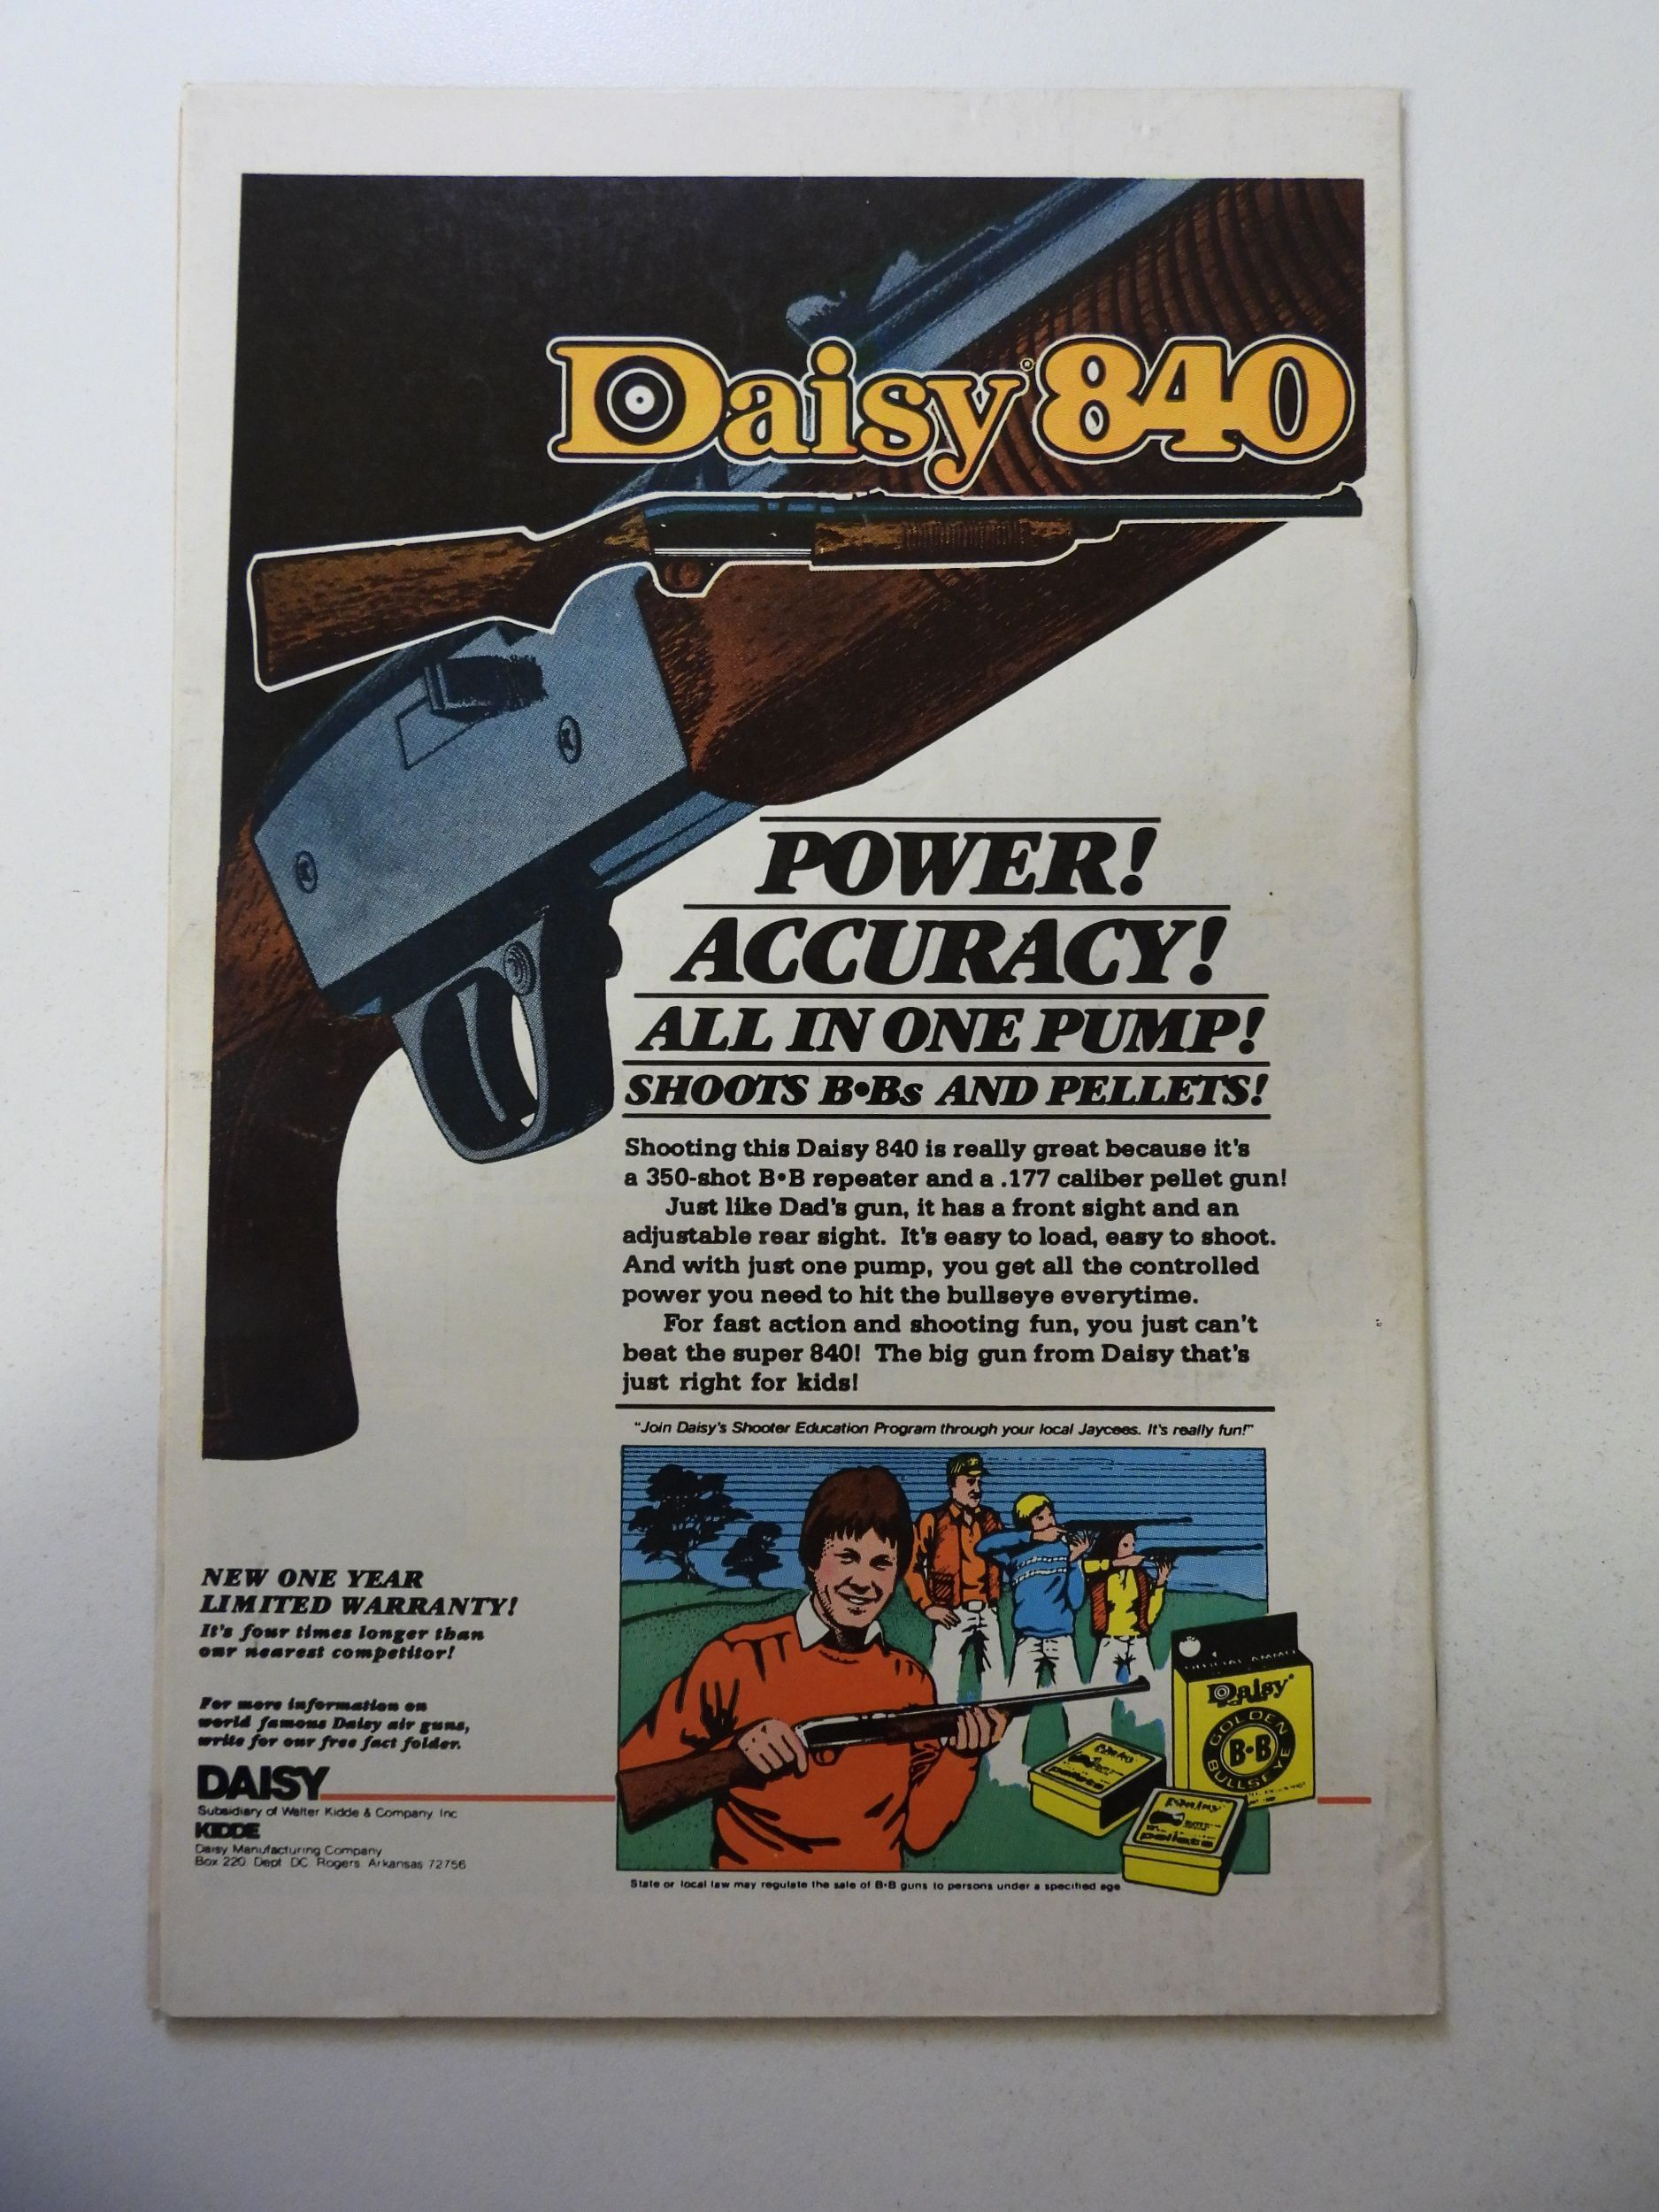 Daisy® 840
POWER!
ACCURACY!
ALL IN ONE PUMP!
SHOOTS B•Bs AND PELLETS!
Shooting this Daisy 840 is really great because it's
a 350-shot B•B repeater and a .177 caliber pellet gun!
Just like Dad's gun, it has a front sight and an
adjustable rear sight. It's easy to load, easy to shoot.
And with just one pump, you get all the controlled
power you need to hit the bullseye everytime.
For fast action and shooting fun, you just can't
beat the super 840! The big gun from Daisy that's
just right for kids!
"Join Daisy's Shooter Education Program through your local Jaycees. It's really fun!"
NEW ONE YEAR
LIMITED WARRANTY!
It's four times longer than
our nearest competitor!
For more information on
world famous Daisy air guns,
write for our free fact folder.
DAISY
Subsidiary of Walter Kidde & Company Inc
KIDDE
Daisy Manufacturing Company
Box 220 Dept DC Rogers Arkansas 72756
Daisy®
GOLDEN
B•B
BULLSEYE
pellets
Daisy
pellets
State or local law may regulate the sale of B•B guns to persons under a specified age